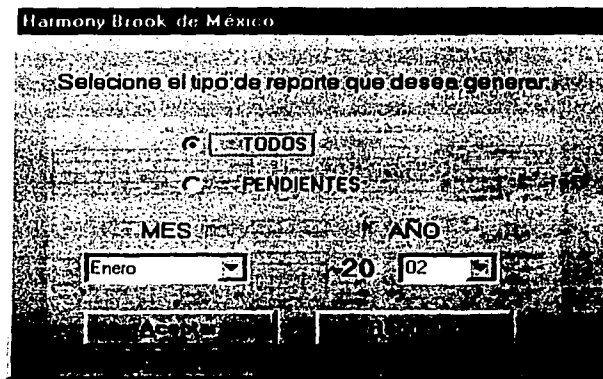 Harmony Brook de México
Selecione el tipo de reporte que desea generar.
TODOS
PENDIENTES
MES AÑO
Enero 20 02